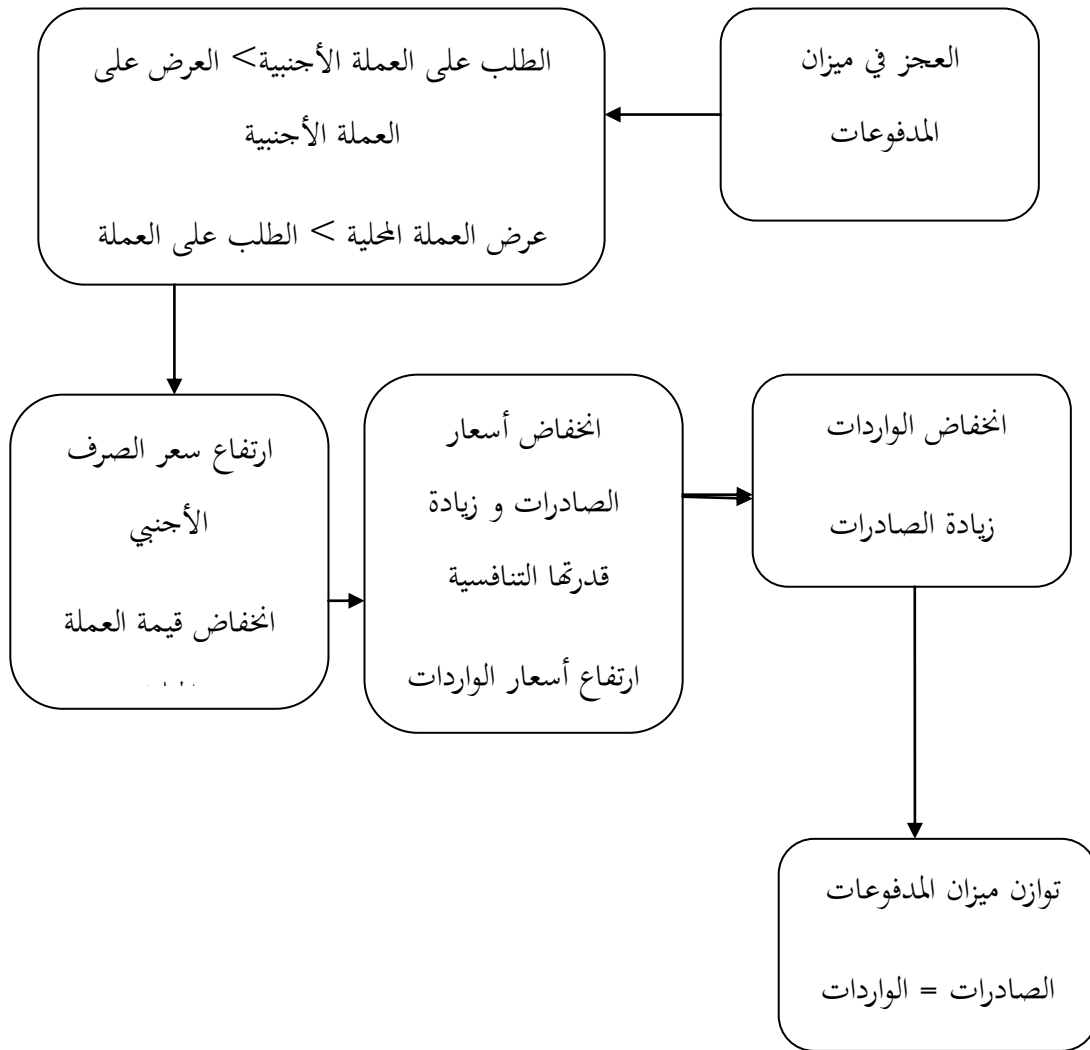 العجز في ميزان
المدفوعات
الطلب على العملة الأجنبية> العرض على
العملة الأجنبية
عرض العملة المحلية > الطلب على العملة
ارتفاع سعر الصرف
الأجنبي
انخفاض قيمة العملة
انخفاض أسعار
الصادرات و زيادة
قدرتها التنافسية
ارتفاع أسعار الواردات
انخفاض الواردات
زيادة الصادرات
توازن ميزان المدفوعات
الصادرات = الواردات